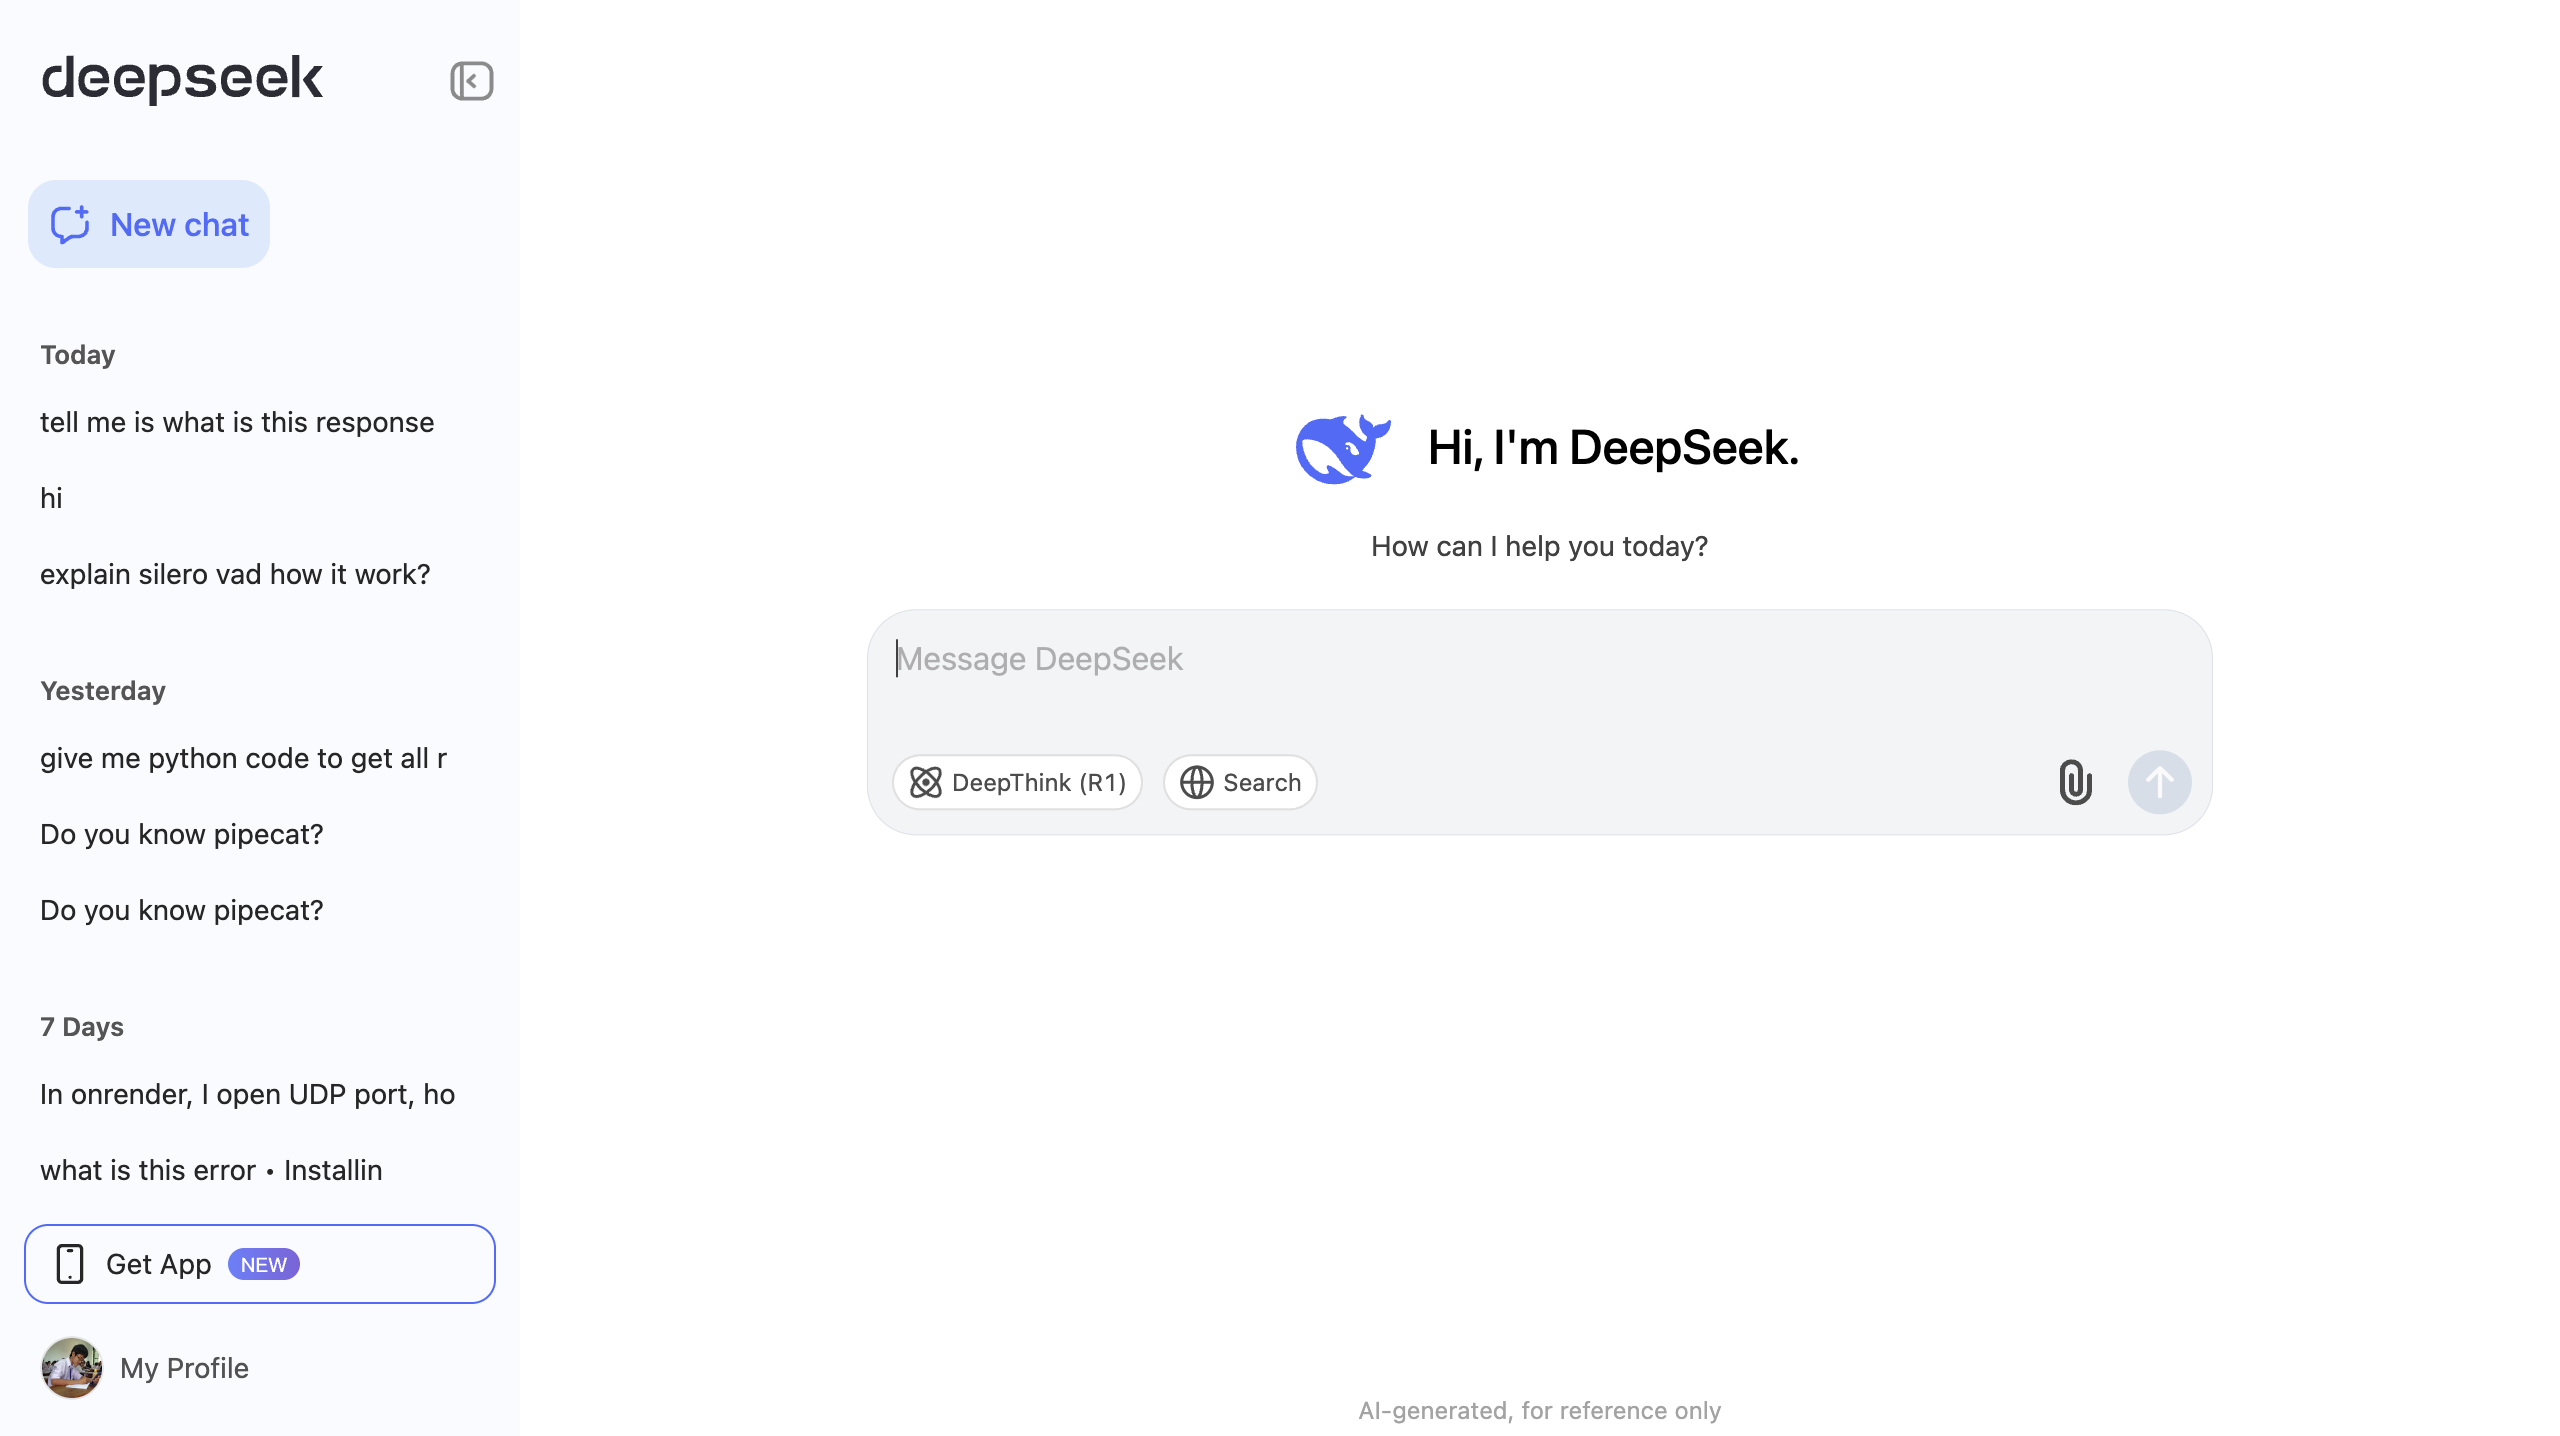 deepseek
New chat
Today
tell me is what is this response
hi
explain silero vad how it work?
Yesterday
give me python code to get all r
Do you know pipecat?
Do you know pipecat?
7 Days
In onrender, I open UDP port, ho
what is this error • Installin
Get App NEW
My Profile
Hi, I'm DeepSeek.
How can I help you today?
Message DeepSeek
DeepThink (R1) Search
AI-generated, for reference only